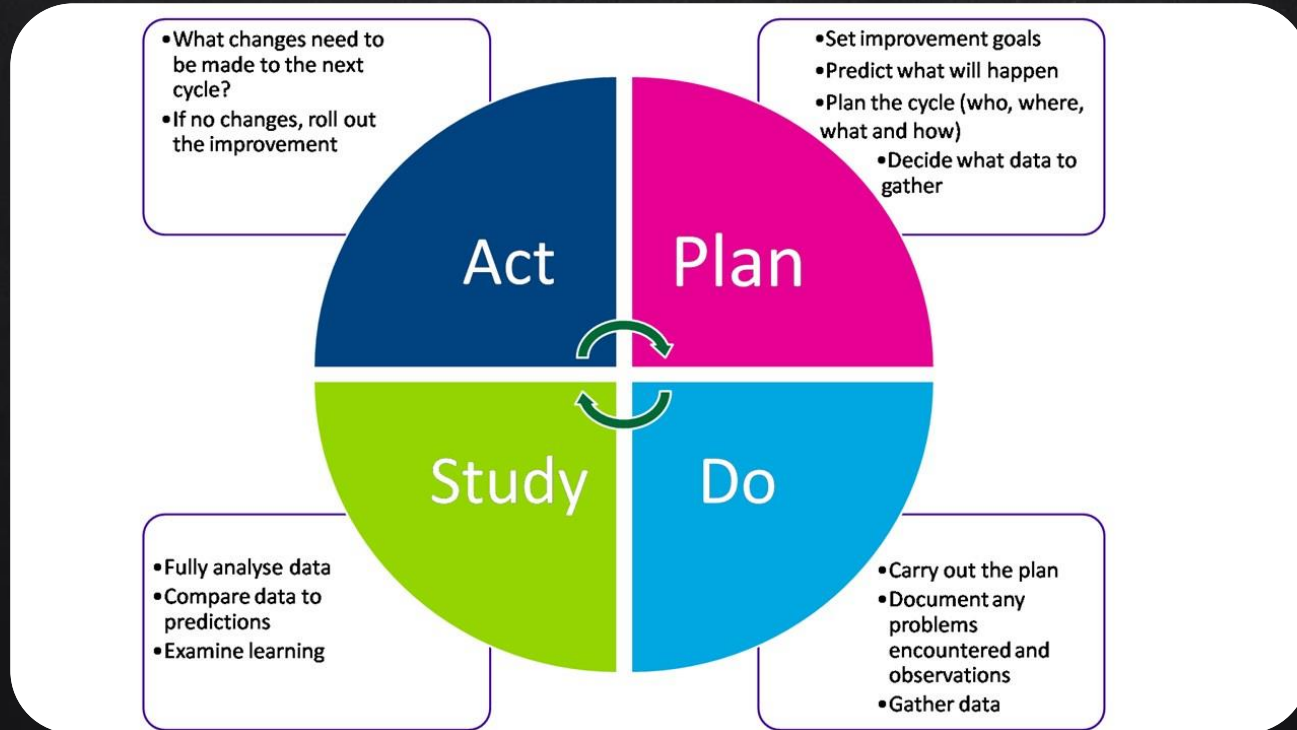 •What changes need to
be made to the next
cycle?
•If no changes, roll out
the improvement
•Set improvement goals
•Predict what will happen
•Plan the cycle (who, where,
what and how)
•Decide what data to
gather
Act
Plan
Study
Do
•Fully analyse data
•Compare data to
predictions
•Examine learning
•Carry out the plan
•Document any
problems
encountered and
observations
•Gather data